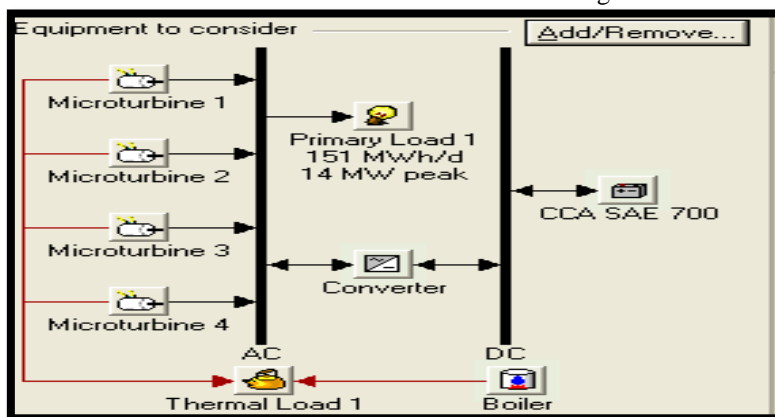 Equipment to consider
Add/Remove...
Microturbine 1
Primary Load 1
151 MWh/d
14 MW peak
Microturbine 2
CCA SAE 700
Microturbine 3
Converter
Microturbine 4
AC
DC
Thermal Load 1
Boiler